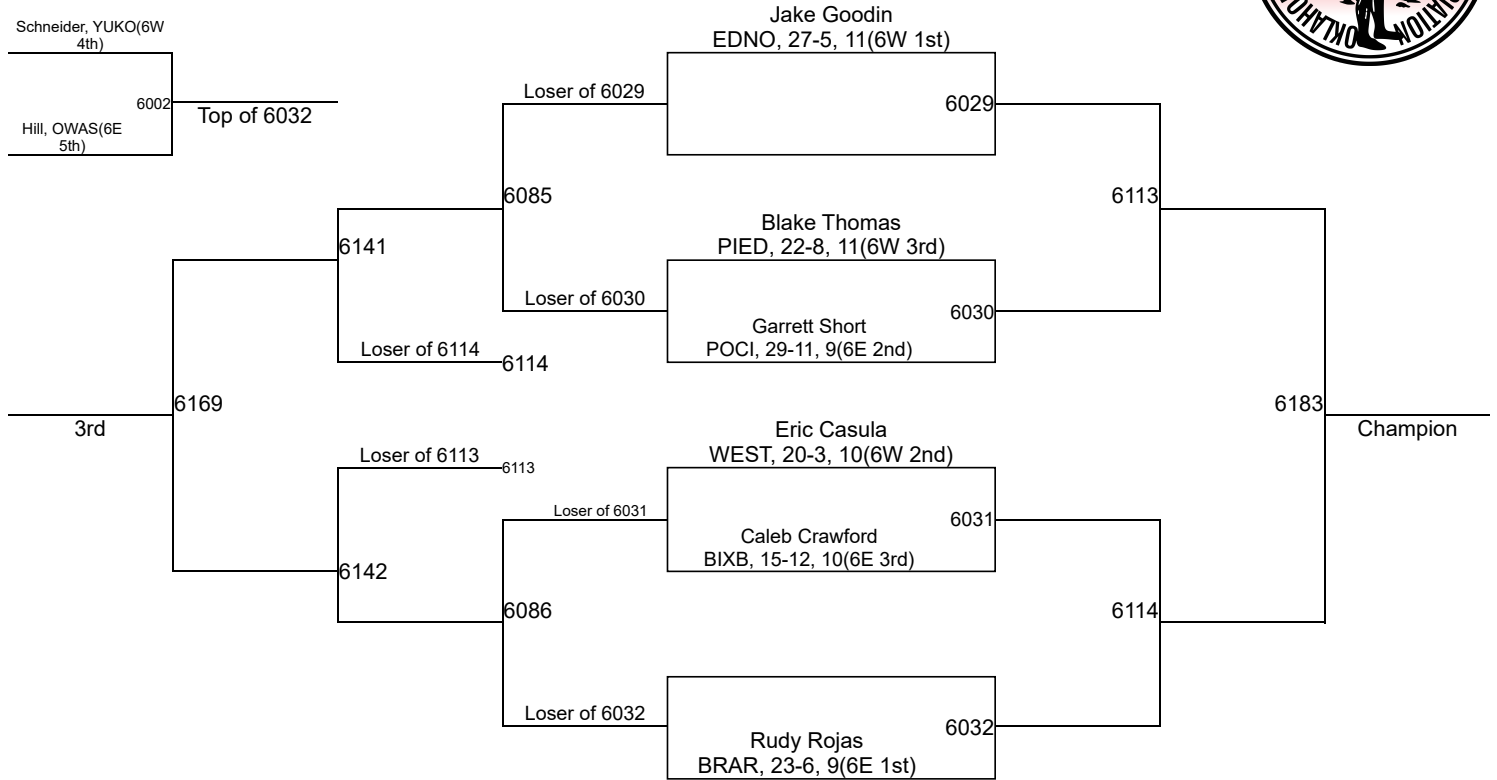 Schneider, YUKO(6W
4th)
6002
Top of 6032
Hill, OWAS(6E
5th)
Jake Goodin
EDNO, 27-5, 11(6W 1st)
Loser of 6029
6029
6085
6113
Blake Thomas
PIED, 22-8, 11(6W 3rd)
6141
Loser of 6030
6030
Garrett Short
POCI, 29-11, 9(6E 2nd)
Loser of 6114
6114
6169
3rd
6183
Champion
Eric Casula
WEST, 20-3, 10(6W 2nd)
Loser of 6113
6113
Loser of 6031
6031
Caleb Crawford
BIXB, 15-12, 10(6E 3rd)
6142
6086
6114
Loser of 6032
6032
Rudy Rojas
BRAR, 23-6, 9(6E 1st)